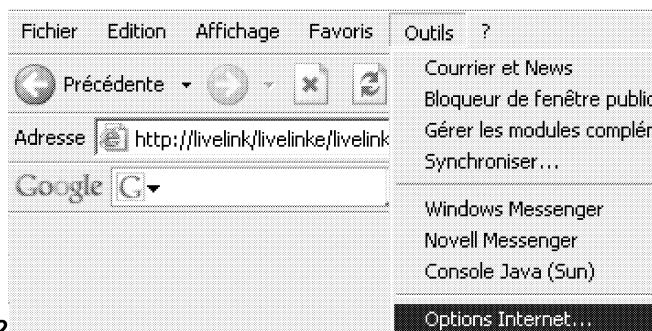 Fichier Edition Affichage Favoris Outils ?
Précédente
Adresse http://livelink/livelinke/livelink
Google G
Courrier et News
Bloqueur de fenêtre public
Gérer les modules complér
Synchroniser...
Windows Messenger
Novell Messenger
Console Java (Sun)
Options Internet...